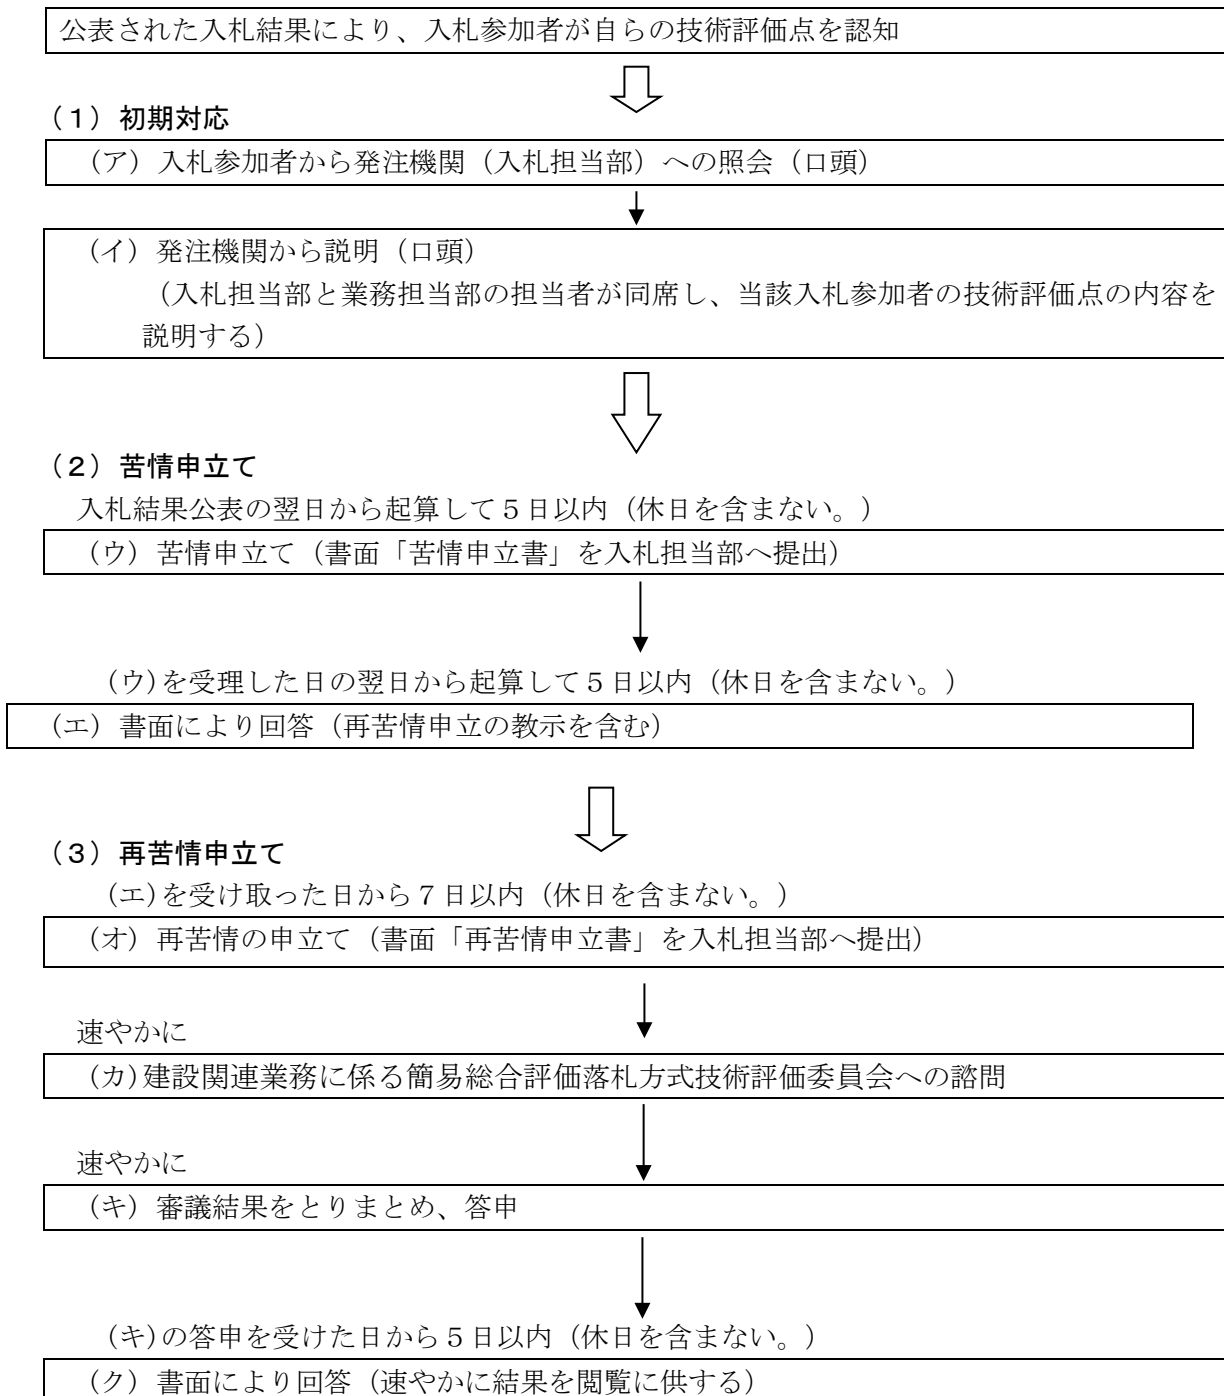 公表された入札結果により、入札参加者が自らの技術評価点を認知
（１）初期対応
（ア）入札参加者から発注機関（入札担当部）への照会（口頭）
（イ）発注機関から説明（口頭）
（入札担当部と業務担当部の担当者が同席し、当該入札参加者の技術評価点の内容を
説明する）
（２）苦情申立て
入札結果公表の翌日から起算して５日以内（休日を含まない。）
（ウ）苦情申立て（書面「苦情申立書」を入札担当部へ提出）
(ウ)を受理した日の翌日から起算して５日以内（休日を含まない。）
（エ）書面により回答（再苦情申立の教示を含む）
（３）再苦情申立て
(エ)を受け取った日から７日以内（休日を含まない。）
（オ）再苦情の申立て（書面「再苦情申立書」を入札担当部へ提出）
速やかに
（カ）建設関連業務に係る簡易総合評価落札方式技術評価委員会への諮問
速やかに
（キ）審議結果をとりまとめ、答申
(キ)の答申を受けた日から５日以内（休日を含まない。）
（ク）書面により回答（速やかに結果を閲覧に供する）